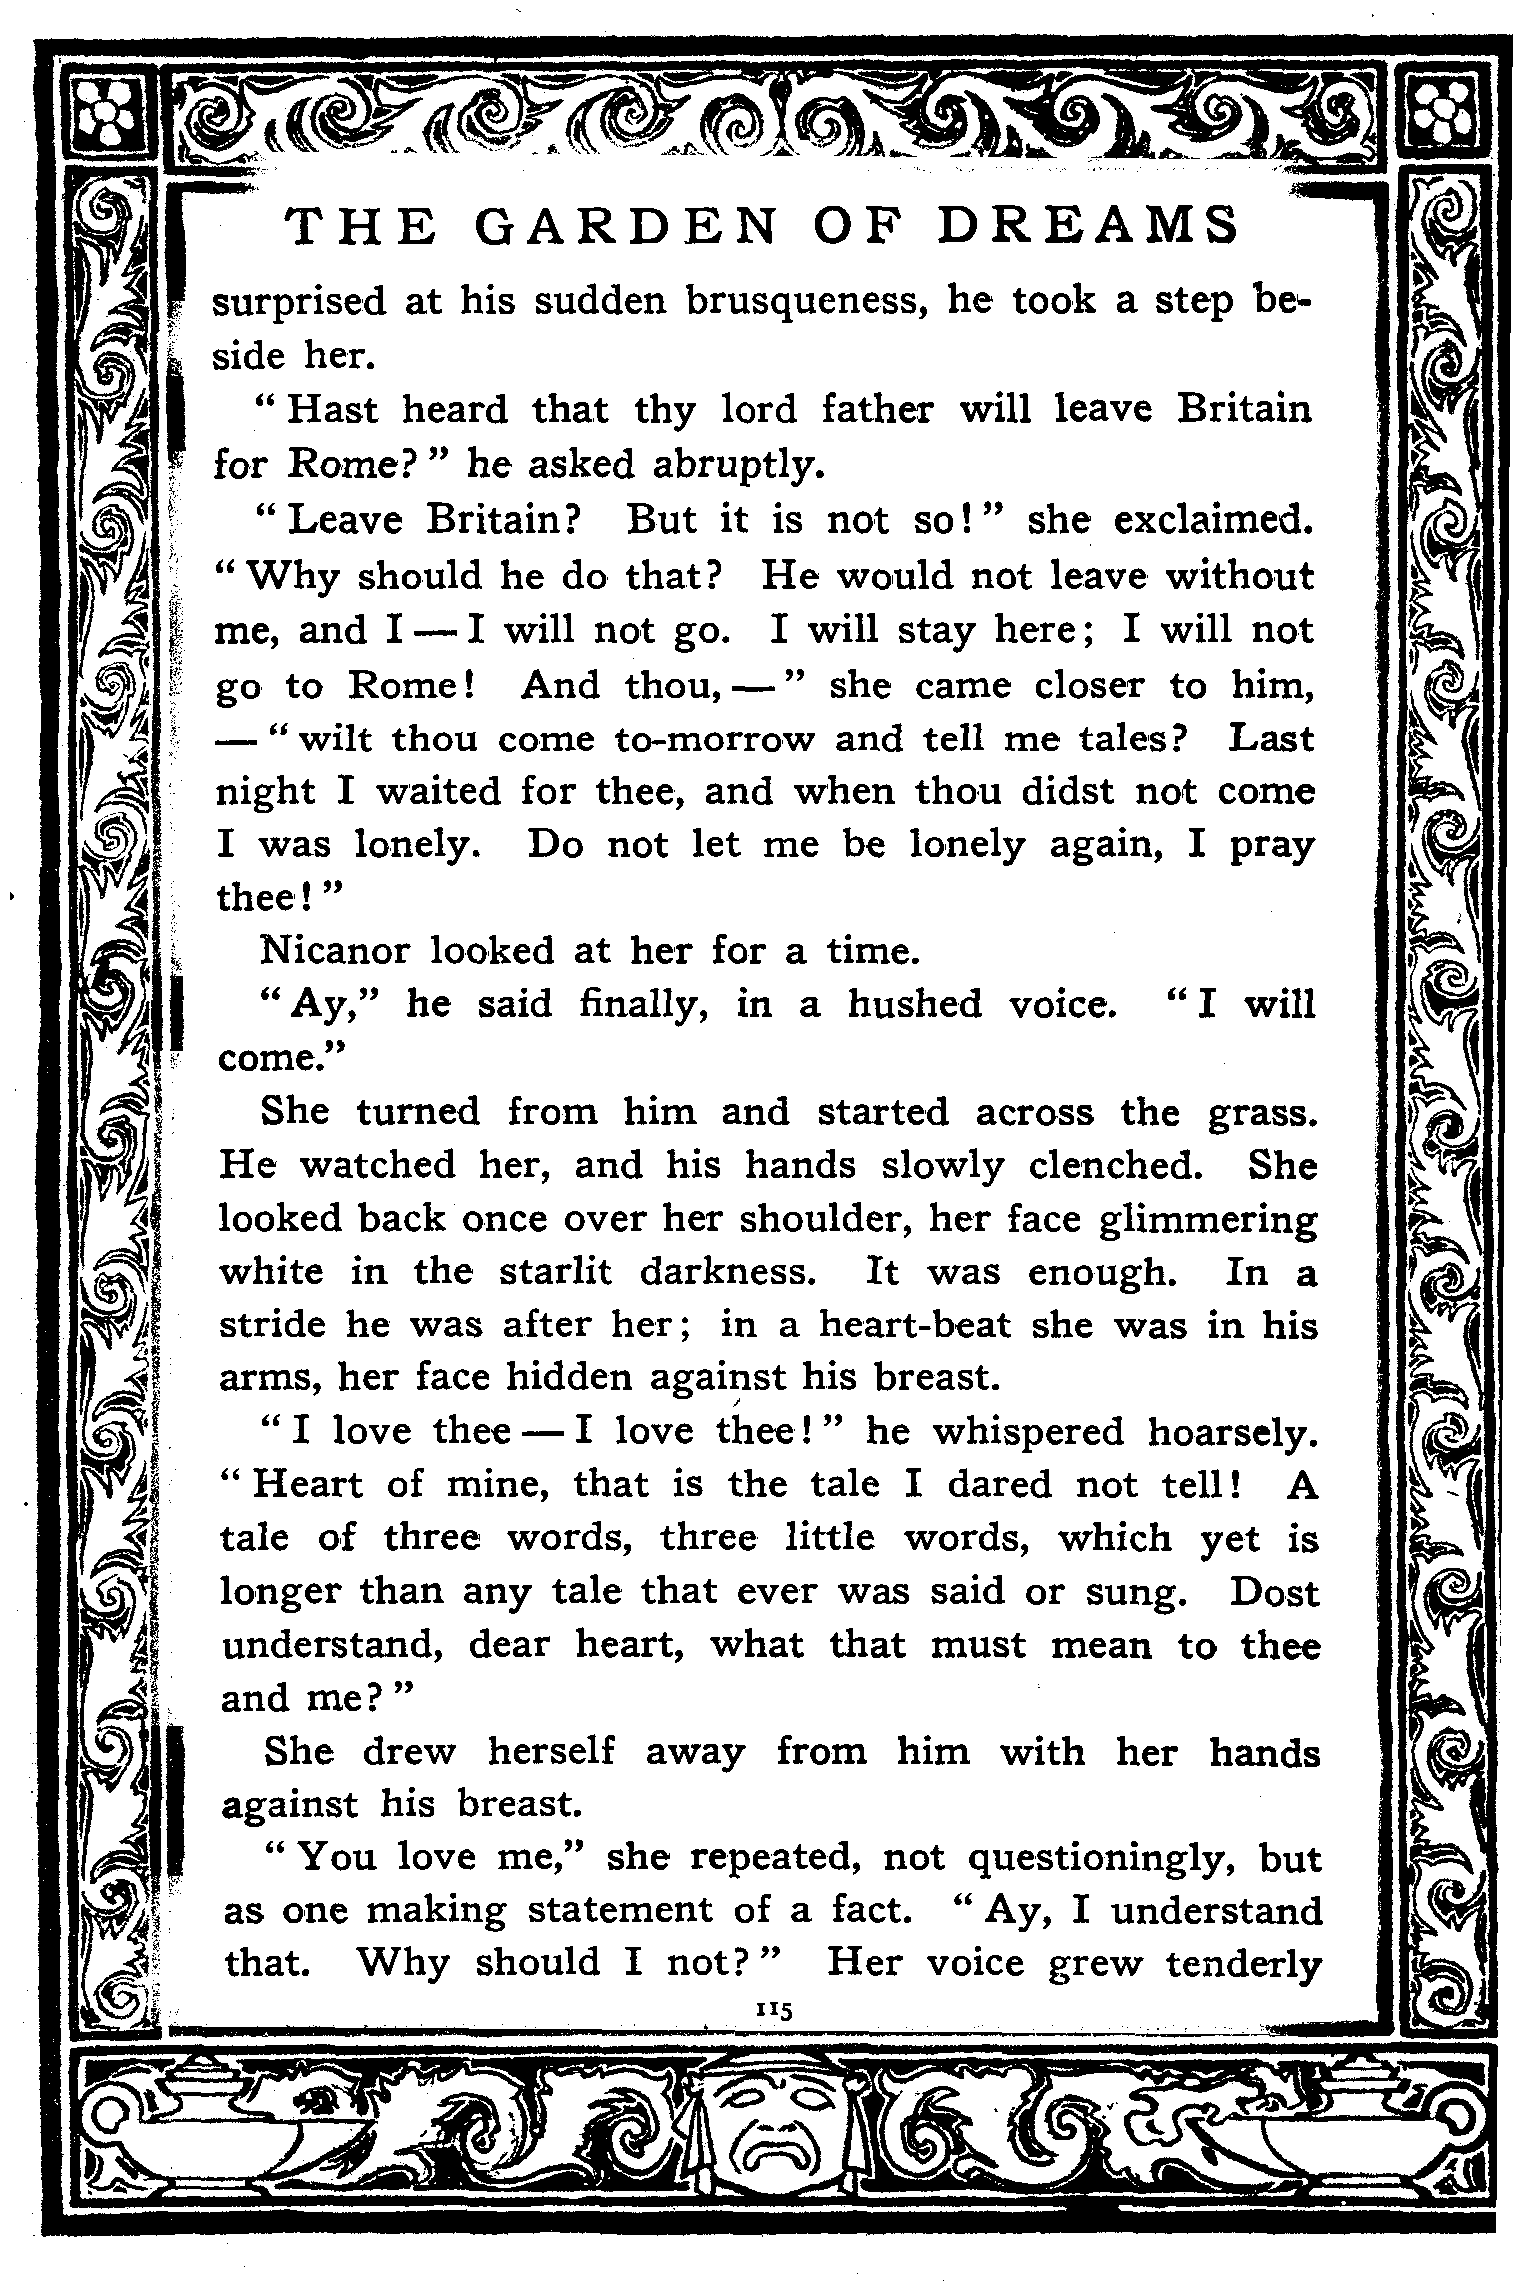 THE GARDEN OF DREAMS
surprised at his sudden brusqueness, he took a step be-
side her.
“ Hast heard that thy lord father will leave Britain
for Rome? ” he asked abruptly.
“ Leave Britain? But it is not so! ” she exclaimed.
“ Why should he do that? He would not leave without
me, and I — I will not go. I will stay here; I will not
go to Rome! And thou, — ” she came closer to him,
— “ wilt thou come to-morrow and tell me tales? Last
night I waited for thee, and when thou didst not come
I was lonely. Do not let me be lonely again, I pray
thee! ”
Nicanor looked at her for a time.
“ Ay,” he said finally, in a hushed voice. “ I will
come.”
She turned from him and started across the grass.
He watched her, and his hands slowly clenched. She
looked back once over her shoulder, her face glimmering
white in the starlit darkness. It was enough. In a
stride he was after her; in a heart-beat she was in his
arms, her face hidden against his breast.
“ I love thee — I love thee! ” he whispered hoarsely.
“ Heart of mine, that is the tale I dared not tell! A
tale of three words, three little words, which yet is
longer than any tale that ever was said or sung. Dost
understand, dear heart, what that must mean to thee
and me? ”
She drew herself away from him with her hands
against his breast.
“ You love me,” she repeated, not questioningly, but
as one making statement of a fact. “ Ay, I understand
that. Why should I not? ” Her voice grew tenderly
115